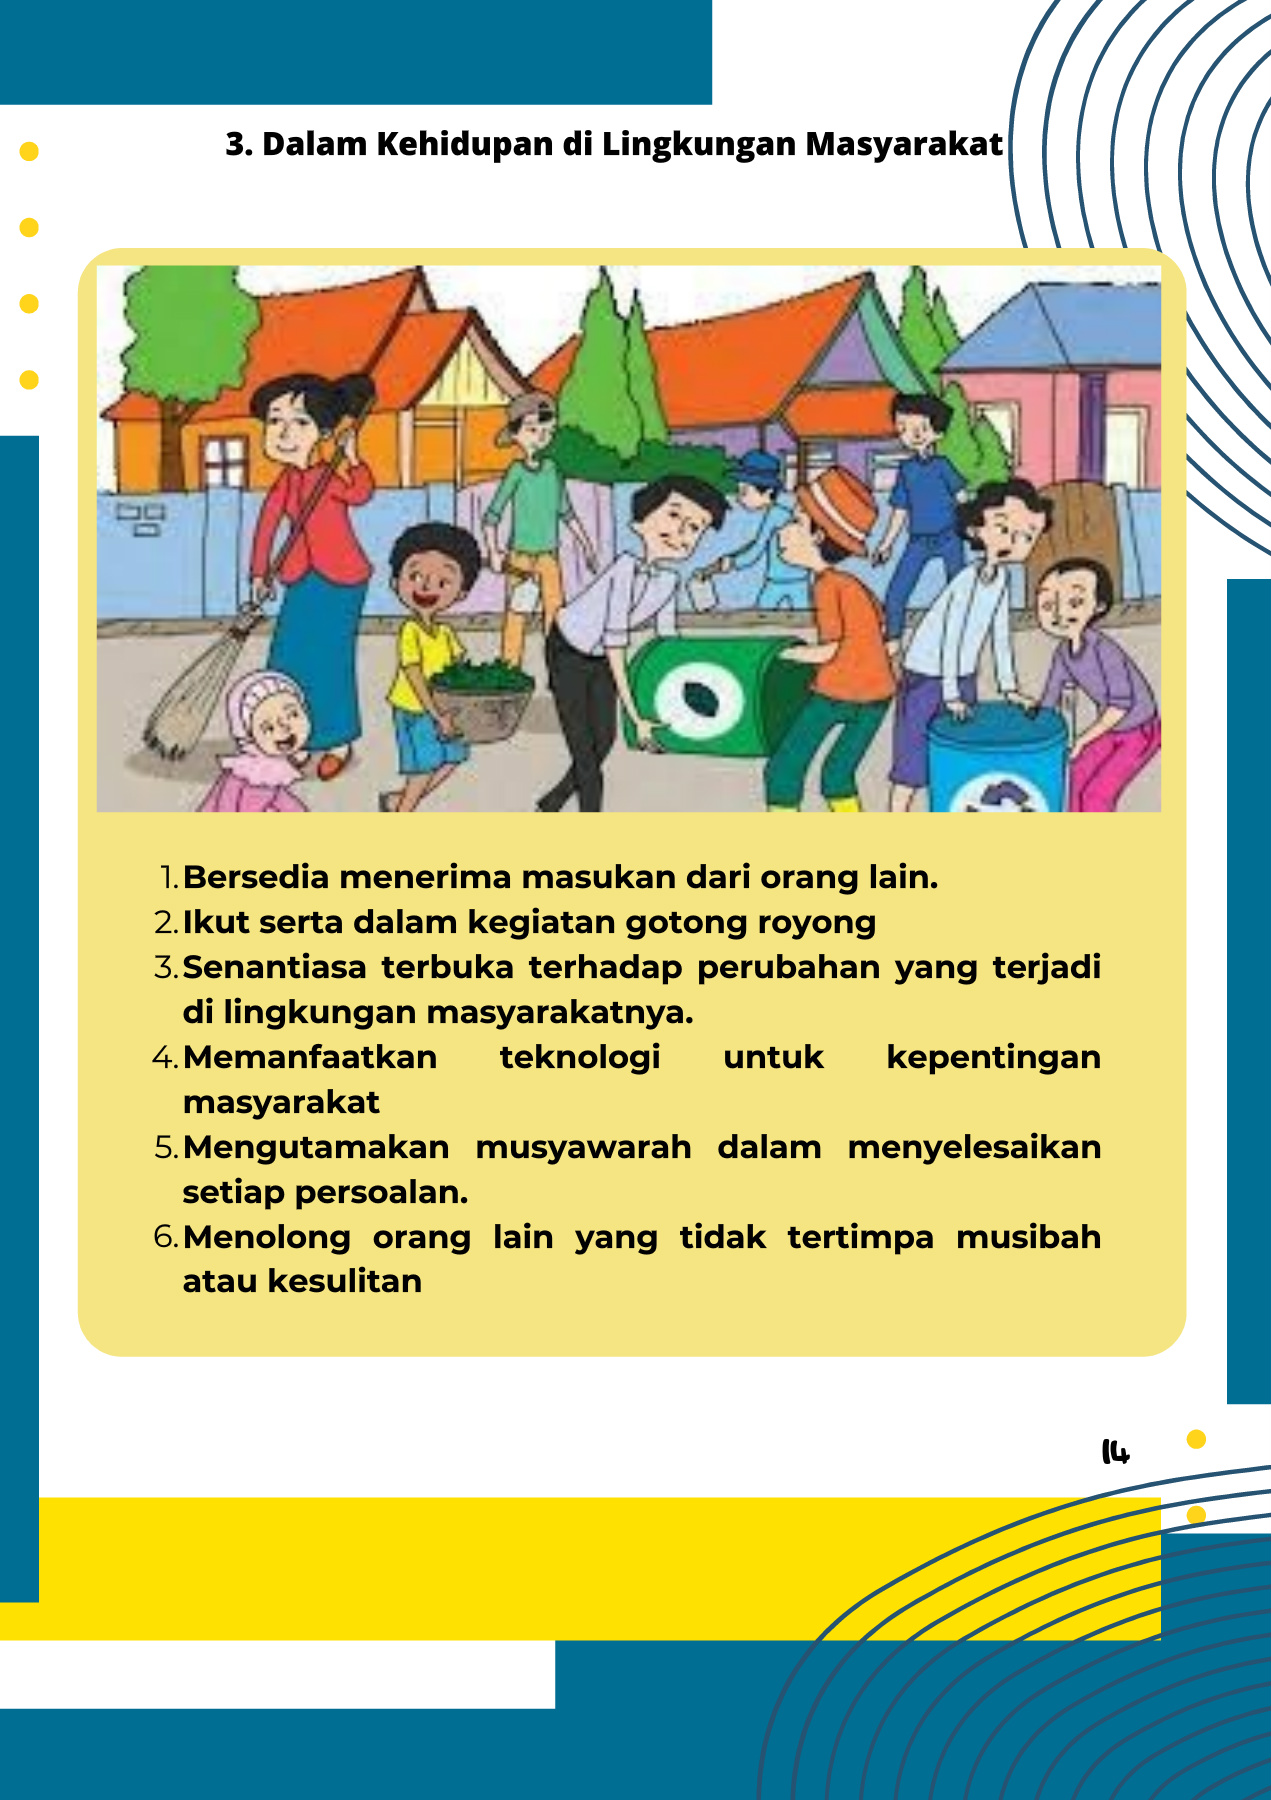 3. Dalam Kehidupan di Lingkungan Masyarakat
1. Bersedia menerima masukan dari orang lain.
2. Ikut serta dalam kegiatan gotong royong
3. Senantiasa terbuka terhadap perubahan yang terjadi
di lingkungan masyarakatnya.
4. Memanfaatkan teknologi untuk kepentingan
masyarakat
5. Mengutamakan musyawarah dalam menyelesaikan
setiap persoalan.
6. Menolong orang lain yang tidak tertimpa musibah
atau kesulitan
14